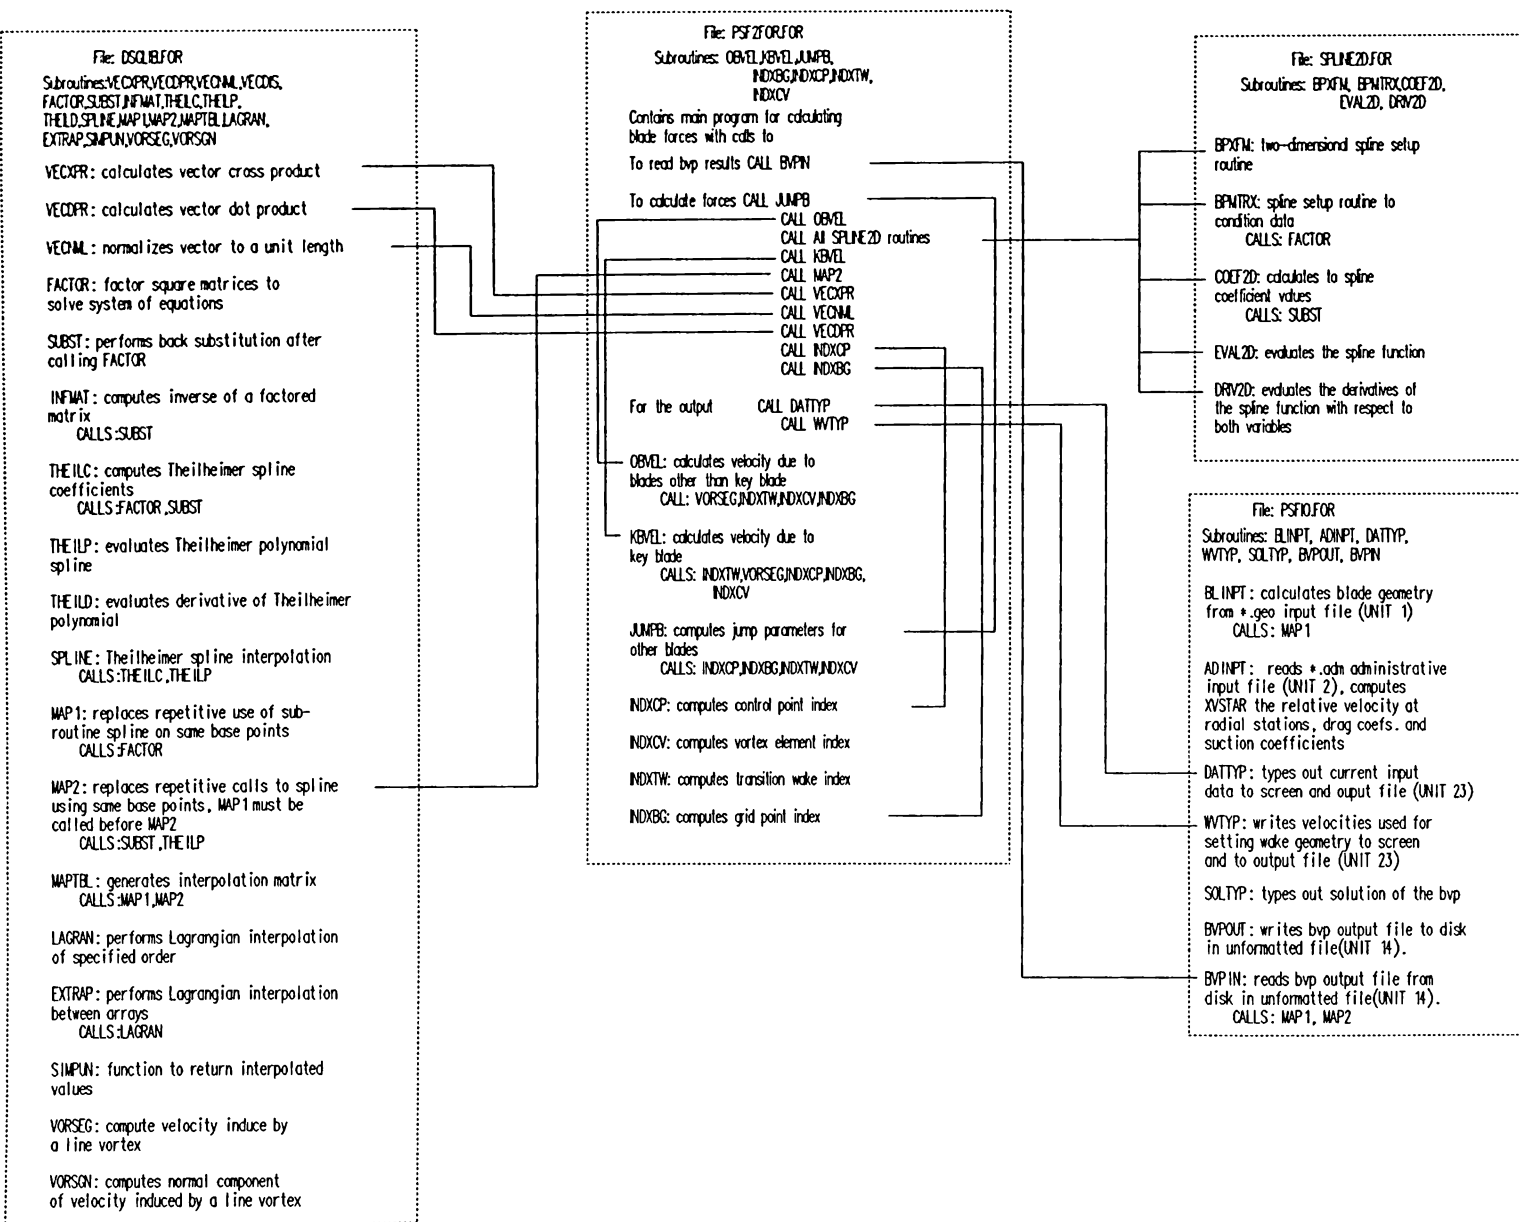 File: DSQLIB.FOR
Subroutines:VECXPR,VECDPR,VECNML,VECDIS,
FACTOR,SUBST,INFMAT,THEILC,THEILP,
THEILD,SPLINE,MAP1,MAP2,MAPTBL,LAGRAN,
EXTRAP,SIMPUN,VORSEG,VORSGN
VECXPR: calculates vector cross product
VECDPR: calculates vector dot product
VECNML: normalizes vector to a unit length
FACTOR: factor square matrices to
solve system of equations
SUBST: performs back substitution after
calling FACTOR
INFMAT: computes inverse of a factored
matrix
CALLS:SUBST
THEILC: computes Theilheimer spline
coefficients
CALLS:FACTOR,SUBST
THEILP: evaluates Theilheimer polynomial
spline
THEILD: evaluates derivative of Theilheimer
polynomial
SPLINE: Theilheimer spline interpolation
CALLS:THEILC,THEILP
MAP1: replaces repetitive use of sub-
routine spline on same base points
CALLS:FACTOR
MAP2: replaces repetitive calls to spline
using same base points, MAP1 must be
called before MAP2
CALLS:SUBST,THEILP
MAPTBL: generates interpolation matrix
CALLS:MAP1,MAP2
LAGRAN: performs Lagrangian interpolation
of specified order
EXTRAP: performs Lagrangian interpolation
between arrays
CALLS:LAGRAN
SIMPUN: function to return interpolated
values
VORSEG: compute velocity induce by
a line vortex
VORSGN: computes normal component
of velocity induced by a line vortex
File: PSF2FOR.FOR
Subroutines: OBVEL,KBVEL,JUMPB,
INDXBG,INDXCP,INDXTW,
INDXCV
Contains main program for calculating
blade forces with calls to
To read bvp results CALL BVPIN
To calculate forces CALL JUMPB
CALL OBVEL
CALL All SPLINE2D routines
CALL KBVEL
CALL MAP2
CALL VECXPR
CALL VECNML
CALL VECDPR
CALL INDXCP
CALL INDXBG
For the output CALL DATTYP
CALL WVTYP
OBVEL: calculates velocity due to
blades other than key blade
CALL: VORSEG,INDXTW,INDXCV,INDXBG
KBVEL: calculates velocity due to
key blade
CALLS: INDXTW,VORSEG,INDXCP,INDXBG,
INDXCV
JUMPB: computes jump parameters for
other blades
CALLS: INDXCP,INDXBG,INDXTW,INDXCV
INDXCP: computes control point index
INDXCV: computes vortex element index
INDXTW: computes transition wake index
INDXBG: computes grid point index
File: SPLINE2D.FOR
Subroutines: BPXFM, BPMTRX,COEF2D,
EVAL2D, DRIV2D
BPXFM: two-dimensional spline setup
routine
BPMTRX: spline setup routine to
condition data
CALLS: FACTOR
COEF2D: calculates to spline
coefficient values
CALLS: SUBST
EVAL2D: evaluates the spline function
DRIV2D: evaluates the derivatives of
the spline function with respect to
both variables
File: PSFIO.FOR
Subroutines: BLINPT, ADINPT, DATTYP,
WVTYP, SOLTYP, BVPOUT, BVPIN
BLINPT: calculates blade geometry
from *.geo input file (UNIT 1)
CALLS: MAP1
ADINPT: reads *.adm administrative
input file (UNIT 2), computes
XVSTAR the relative velocity at
radial stations, drag coefs. and
suction coefficients
DATTYP: types out current input
data to screen and ouput file (UNIT 23)
WVTYP: writes velocities used for
setting wake geometry to screen
and to output file (UNIT 23)
SOLTYP: types out solution of the bvp
BVPOUT: writes bvp output file to disk
in unformatted file(UNIT 14).
BVPIN: reads bvp output file from
disk in unformatted file(UNIT 14).
CALLS: MAP1, MAP2